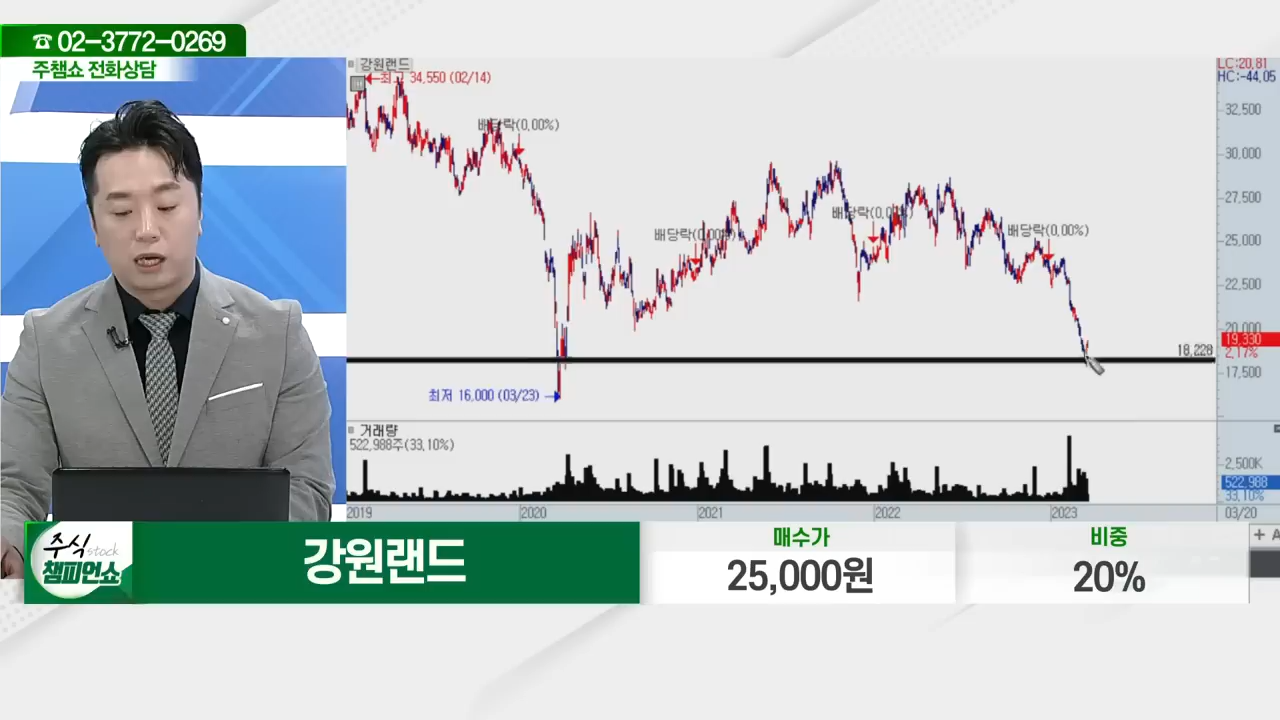 ☎ 02-3772-0269
주챔쇼 전화상담
강원랜드
최고 34,550 (02/14)
배당락(0,00%)
배당락(0,00%)
배당락(0,00%)
배당락(0,00%)
LC:20,81
HC:-44,05
32,500
30,000
27,500
25,000
22,500
20,000
19,330
2,17%
18,228
17,500
최저 16,000 (03/23)
거래량
522,988주(33,10%)
2,500K
522,988
33,10%
2019
2020
2021
2022
2023
03/20
주식 stock
챔피언쇼
강원랜드
매수가
25,000원
비중
20%
+ A